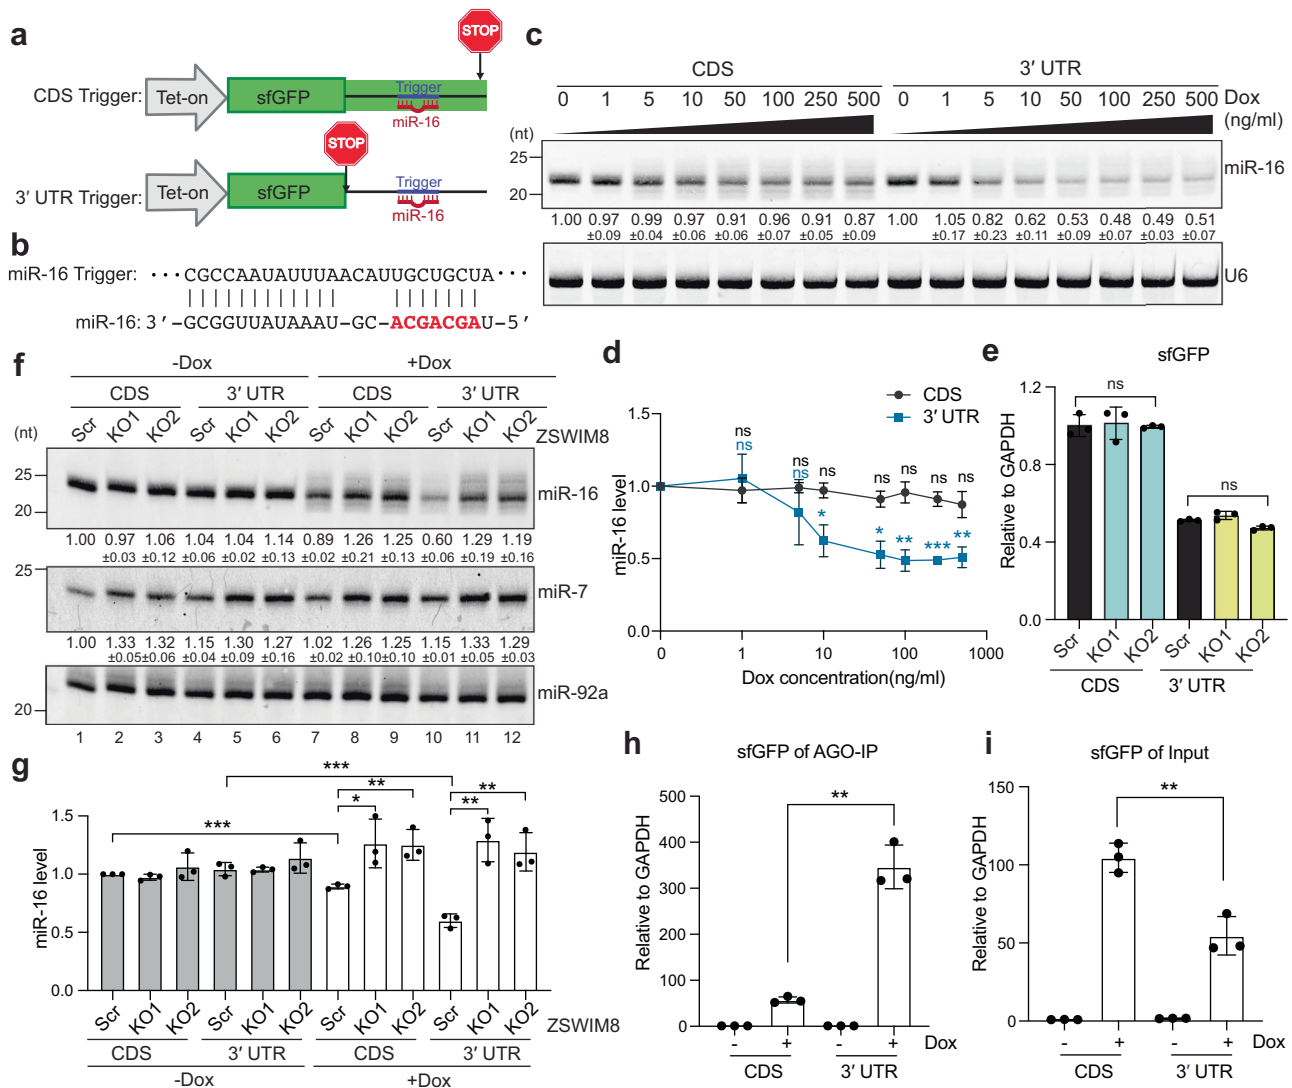 a
STOP
CDS Trigger:
Tet-on
sfGFP
Trigger
miR-16
STOP
3′ UTR Trigger:
Tet-on
sfGFP
Trigger
miR-16
b
miR-16 Trigger: ···CGCCAAUAUUUAACAUUGCUGCUA···
miR-16: 3′-GCGGUUAUAAAU-GC-ACGACGAU-5′
c
CDS 3′ UTR
0 1 5 10 50 100 250 500 0 1 5 10 50 100 250 500 Dox
(ng/ml)
(nt)
25
20
miR-16
1.00 0.97 0.99 0.97 0.91 0.96 0.91 0.87 1.00 1.05 0.82 0.62 0.53 0.48 0.49 0.51
±0.09 ±0.04 ±0.06 ±0.06 ±0.07 ±0.05 ±0.09 ±0.17 ±0.23 ±0.11 ±0.09 ±0.07 ±0.03 ±0.07
U6
d
CDS
3′ UTR
miR-16 level
1.5
1.0
0.5
0.0
ns ns ns ns ns ns ns
ns ns * * ** *** **
0 1 10 100 1000
Dox concentration(ng/ml)
e
sfGFP
Relative to GAPDH
1.2
0.8
0.4
0.0
ns
ns
Scr KO1 KO2 Scr KO1 KO2
CDS 3′ UTR
f
-Dox +Dox
CDS 3′ UTR CDS 3′ UTR
Scr KO1 KO2 Scr KO1 KO2 Scr KO1 KO2 Scr KO1 KO2 ZSWIM8
(nt)
25
20
miR-16
1.00 0.97 1.06 1.04 1.04 1.14 0.89 1.26 1.25 0.60 1.29 1.19
±0.03 ±0.12 ±0.06 ±0.02 ±0.13 ±0.02 ±0.21 ±0.13 ±0.06 ±0.19 ±0.16
25
miR-7
1.00 1.33 1.32 1.15 1.30 1.27 1.02 1.26 1.25 1.15 1.33 1.29
±0.05 ±0.06 ±0.04 ±0.09 ±0.16 ±0.02 ±0.10 ±0.10 ±0.01 ±0.05 ±0.03
20
miR-92a
1 2 3 4 5 6 7 8 9 10 11 12
g
miR-16 level
1.5
1.0
0.5
0.0
***
***
*
**
**
**
Scr KO1 KO2 Scr KO1 KO2 Scr KO1 KO2 Scr KO1 KO2 ZSWIM8
CDS 3′ UTR CDS 3′ UTR
-Dox +Dox
h
sfGFP of AGO-IP
Relative to GAPDH
500
400
300
200
100
0
**
- + - + Dox
CDS 3′ UTR
i
sfGFP of Input
Relative to GAPDH
150
100
50
0
**
- + - + Dox
CDS 3′ UTR